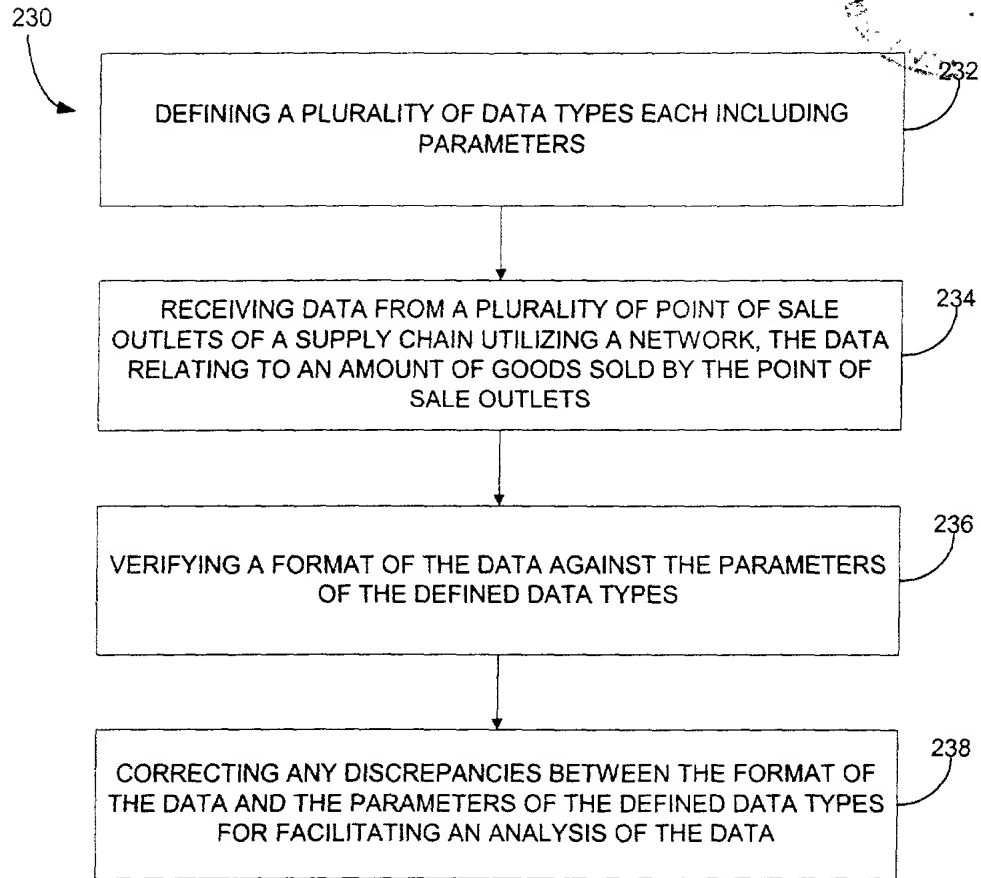 230
232
DEFINING A PLURALITY OF DATA TYPES EACH INCLUDING
PARAMETERS
234
RECEIVING DATA FROM A PLURALITY OF POINT OF SALE
OUTLETS OF A SUPPLY CHAIN UTILIZING A NETWORK, THE DATA
RELATING TO AN AMOUNT OF GOODS SOLD BY THE POINT OF
SALE OUTLETS
236
VERIFYING A FORMAT OF THE DATA AGAINST THE PARAMETERS
OF THE DEFINED DATA TYPES
238
CORRECTING ANY DISCREPANCIES BETWEEN THE FORMAT OF
THE DATA AND THE PARAMETERS OF THE DEFINED DATA TYPES
FOR FACILITATING AN ANALYSIS OF THE DATA